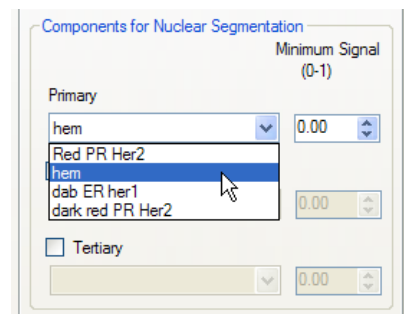 Components for Nuclear Segmentation
Minimum Signal
(0-1)
Primary
hem 0.00
Red PR Her2
hem
dab ER her1
dark red PR Her2
0.00
Tertiary
0.00